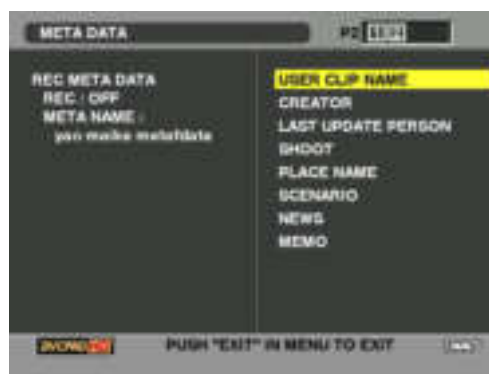 META DATA
P2
REC META DATA
REC : OFF
META NAME :
USER CLIP NAME
CREATOR
LAST UPDATE PERSON
SHOOT
PLACE NAME
SCENARIO
NEWS
MEMO
PUSH "EXIT" IN MENU TO EXIT